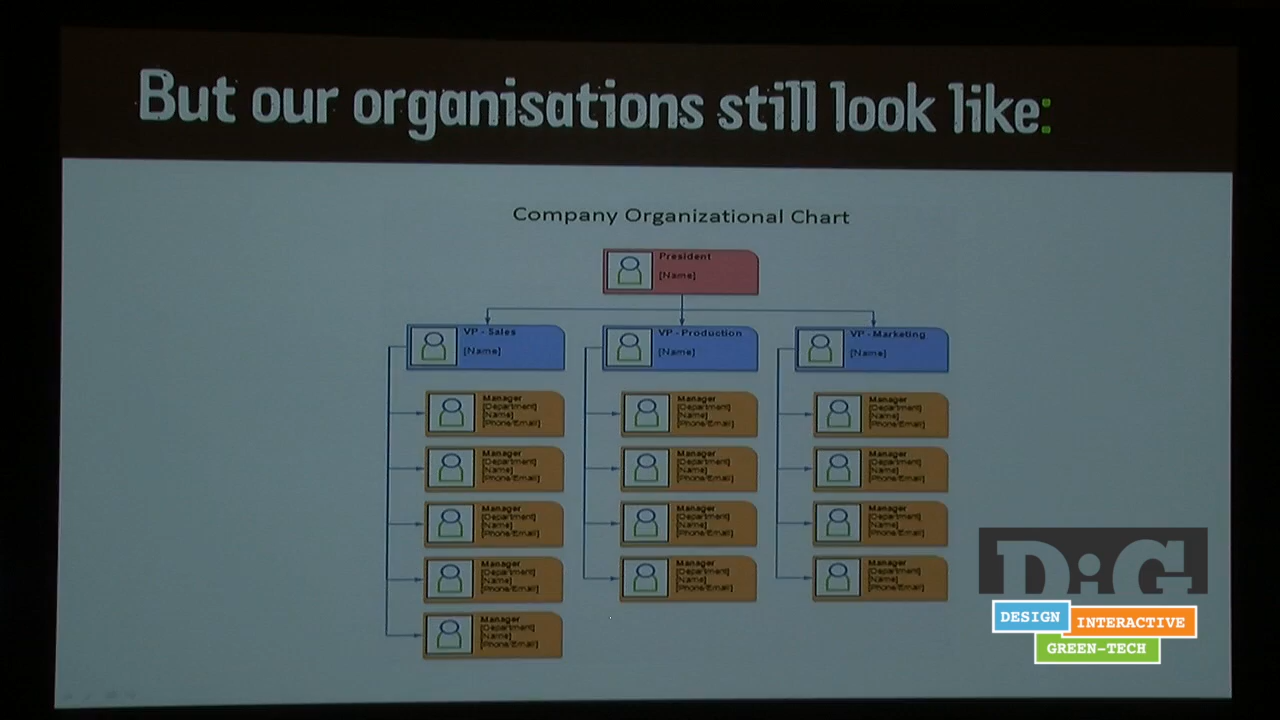 But our organisations still look like:
Company Organizational Chart
President
[Name]
VP - Sales
[Name]
VP - Production
[Name]
VP - Marketing
[Name]
Manager
[Department]
[Name]
[Phone/Email]
Manager
[Department]
[Name]
[Phone/Email]
Manager
[Department]
[Name]
[Phone/Email]
Manager
[Department]
[Name]
[Phone/Email]
Manager
[Department]
[Name]
[Phone/Email]
Manager
[Department]
[Name]
[Phone/Email]
Manager
[Department]
[Name]
[Phone/Email]
Manager
[Department]
[Name]
[Phone/Email]
Manager
[Department]
[Name]
[Phone/Email]
Manager
[Department]
[Name]
[Phone/Email]
Manager
[Department]
[Name]
[Phone/Email]
Manager
[Department]
[Name]
[Phone/Email]
Manager
[Department]
[Name]
[Phone/Email]
DiG
DESIGN
INTERACTIVE
GREEN-TECH